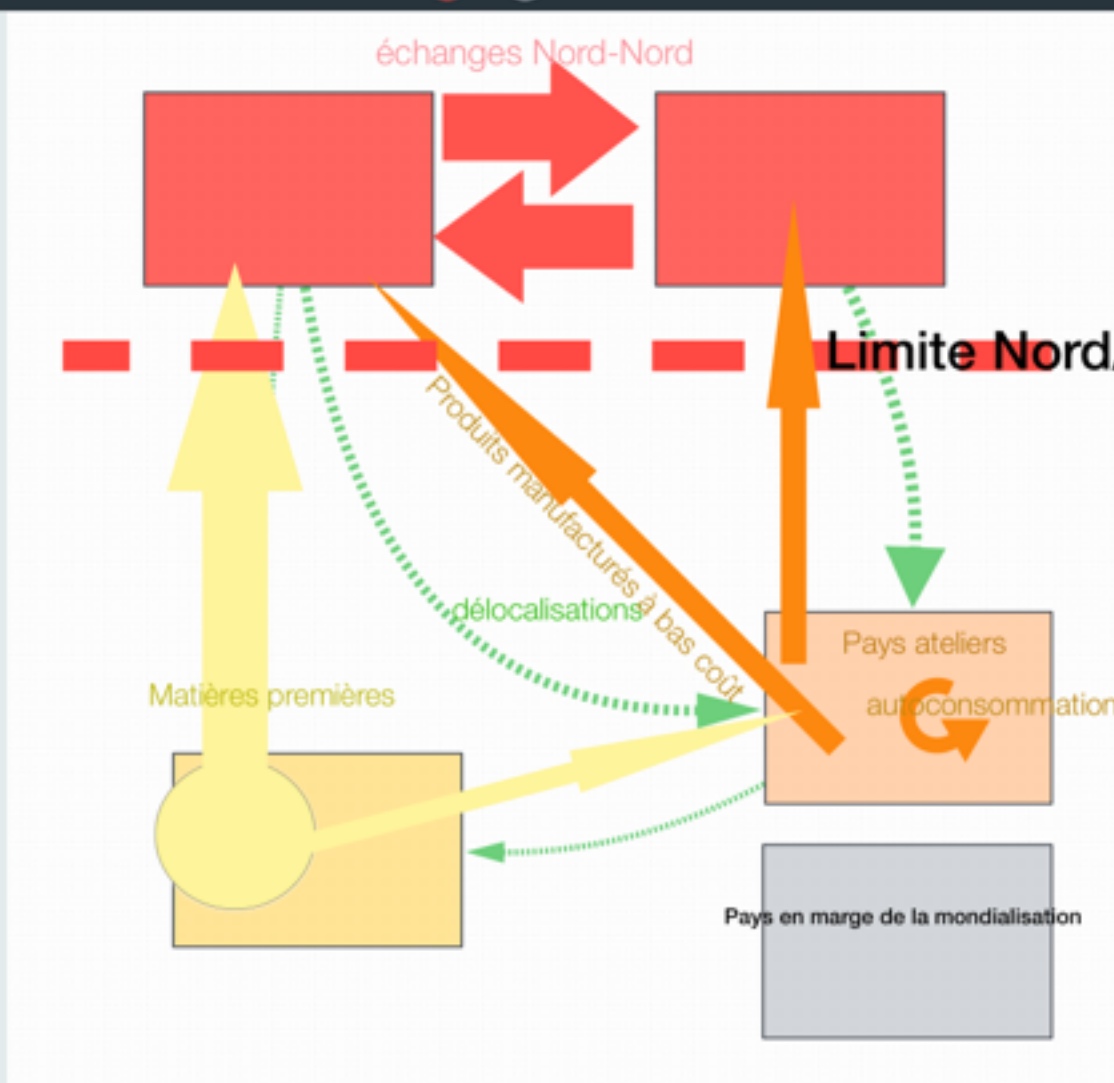 échanges Nord-Nord
Limite Nord
Produits manufacturés à bas coût
délocalisations
Pays ateliers
Matières premières
autoconsommation
Pays en marge de la mondialisation